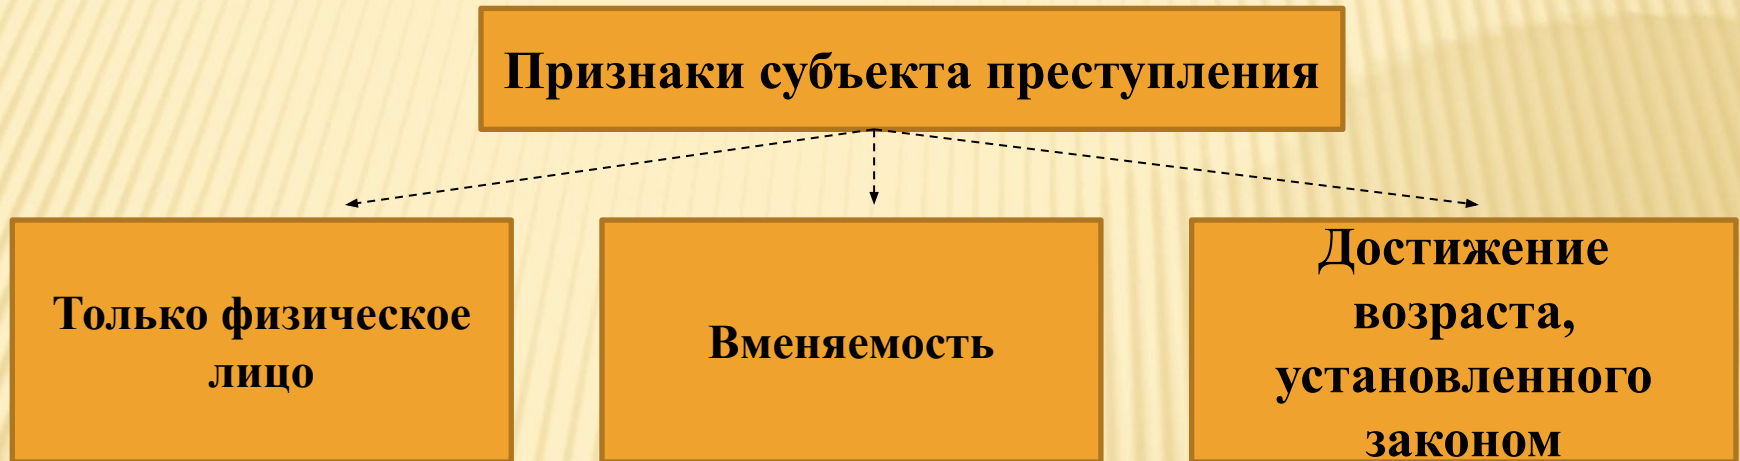 Признаки субъекта преступления
Только физическое
лицо
Вменяемость
Достижение
возраста,
установленного
законом